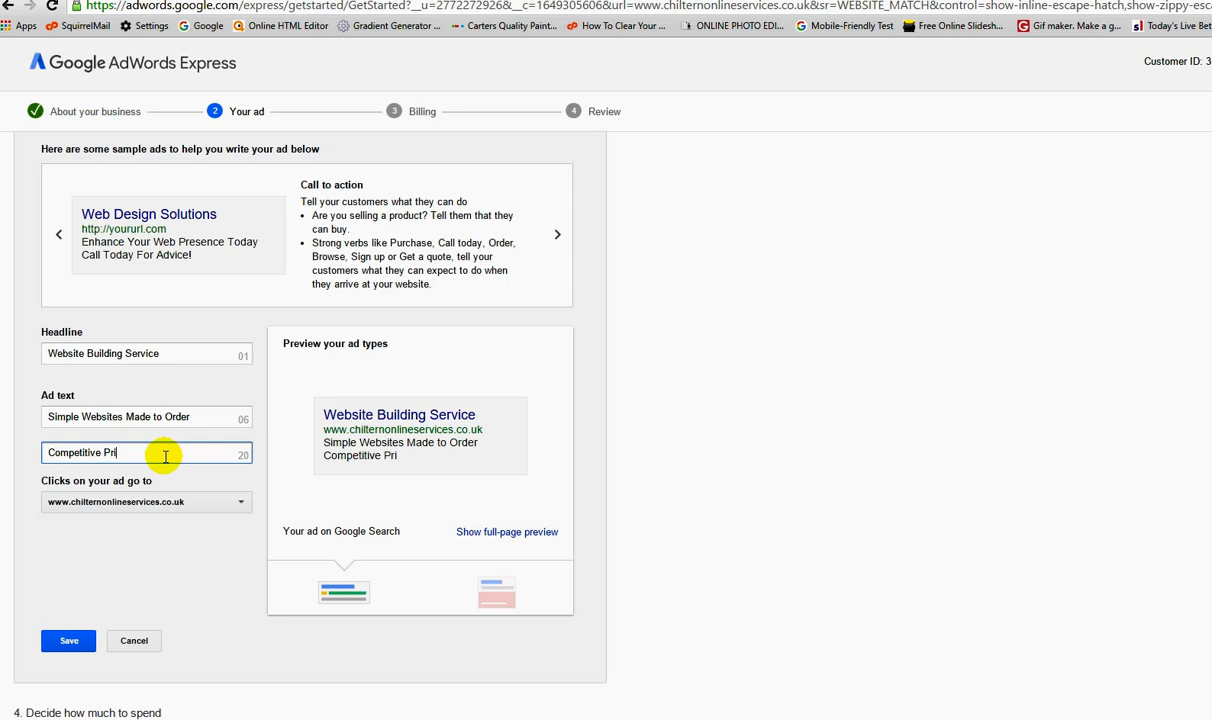 https://adwords.google.com/express/getstarted/GetStarted?__u=2772272926&__c=1649305606&url=www.chilternonlineservices.co.uk&sr=WEBSITE_MATCH&control=show-inline-escape-hatch,show-zippy-esc
Apps SquirrelMail Settings Google Online HTML Editor Gradient Generator ... Carters Quality Paint... How To Clear Your ... ONLINE PHOTO EDI... Mobile-Friendly Test Free Online Slidesh... Gif maker. Make a g... Today's Live Bet
Google AdWords Express
Customer ID: 3
About your business 2 Your ad 3 Billing 4 Review
Here are some sample ads to help you write your ad below
Web Design Solutions
http://yoururl.com
Enhance Your Web Presence Today
Call Today For Advice!
Call to action
Tell your customers what they can do
• Are you selling a product? Tell them that they
can buy.
• Strong verbs like Purchase, Call today, Order,
Browse, Sign up or Get a quote, tell your
customers what they can expect to do when
they arrive at your website.
Headline
Website Building Service 01
Ad text
Simple Websites Made to Order 06
Competitive Pri 20
Clicks on your ad go to
www.chilternonlineservices.co.uk
Preview your ad types
Website Building Service
www.chilternonlineservices.co.uk
Simple Websites Made to Order
Competitive Pri
Your ad on Google Search Show full-page preview
Save Cancel
4. Decide how much to spend